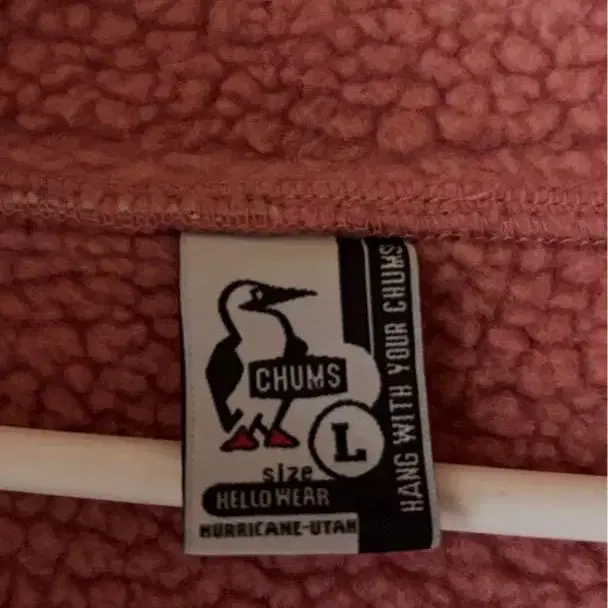 CHUMS
L
size
HELLO WEAR
HURRICANE-UTAH
HANG WITH YOUR CHUMS